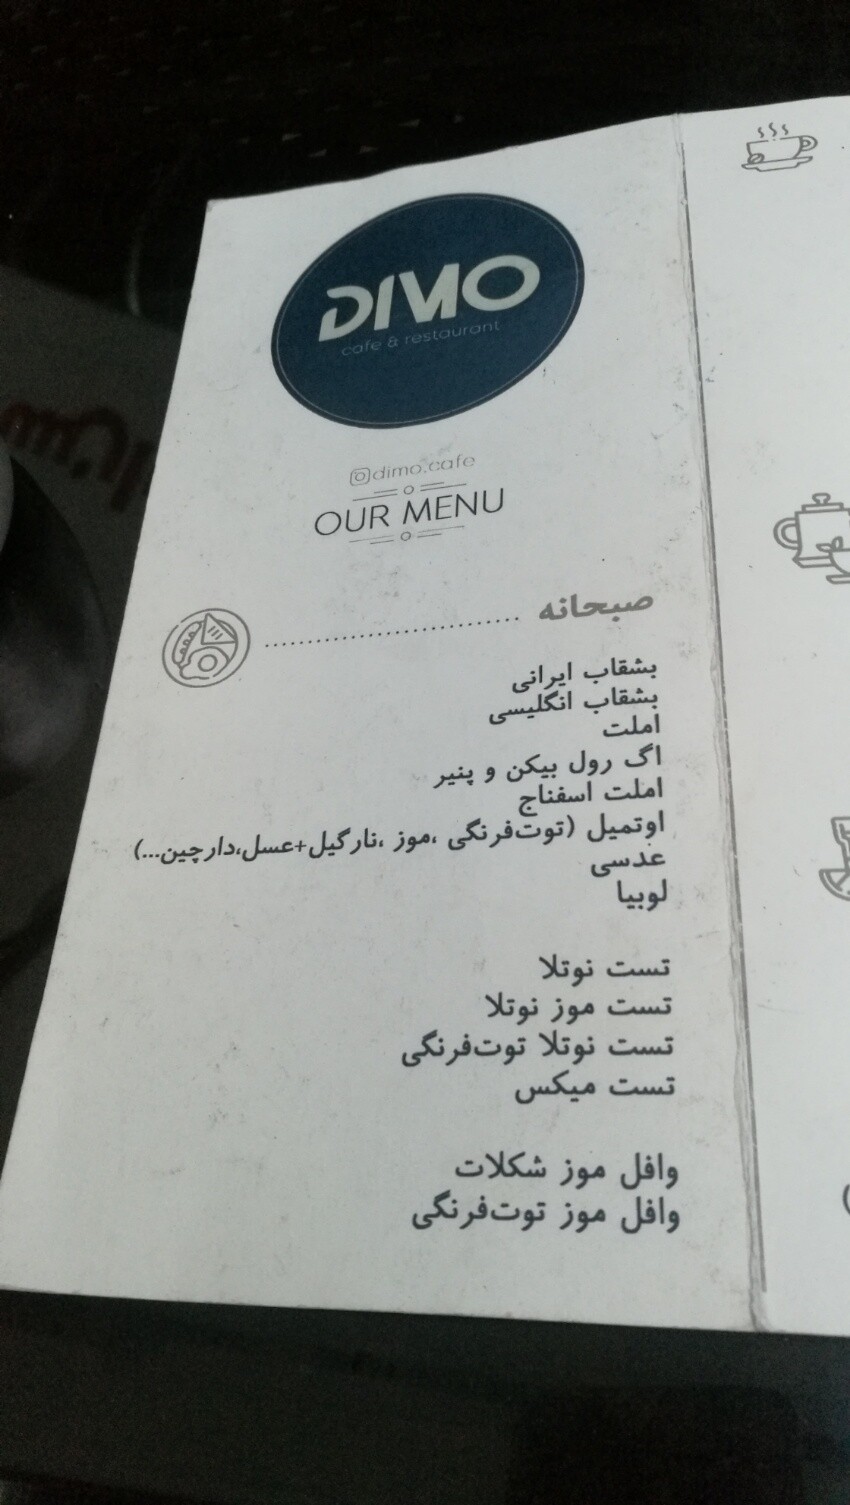 DIMO
cafe & restaurant
dimo.cafe
OUR MENU
صبحانه
بشقاب ایرانی
بشقاب انگلیسی
املت
اگ رول بیکن و پنیر
املت اسفناج
اوتمیل (توت‌فرنگی ،موز ،نارگیل+عسل،دارچین...)
عدسی
لوبیا
تست نوتلا
تست موز نوتلا
تست نوتلا توت‌فرنگی
تست میکس
وافل موز شکلات
وافل موز توت‌فرنگی